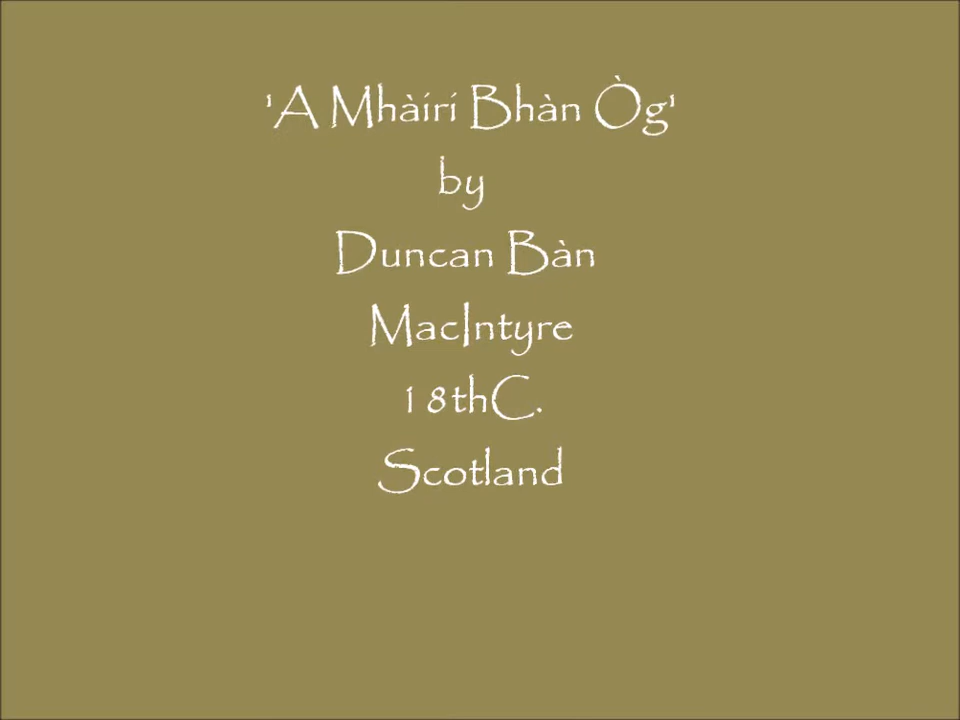 'A Mhàiri Bhàn Òg'
by
Duncan Bàn
MacIntyre
18thC.
Scotland